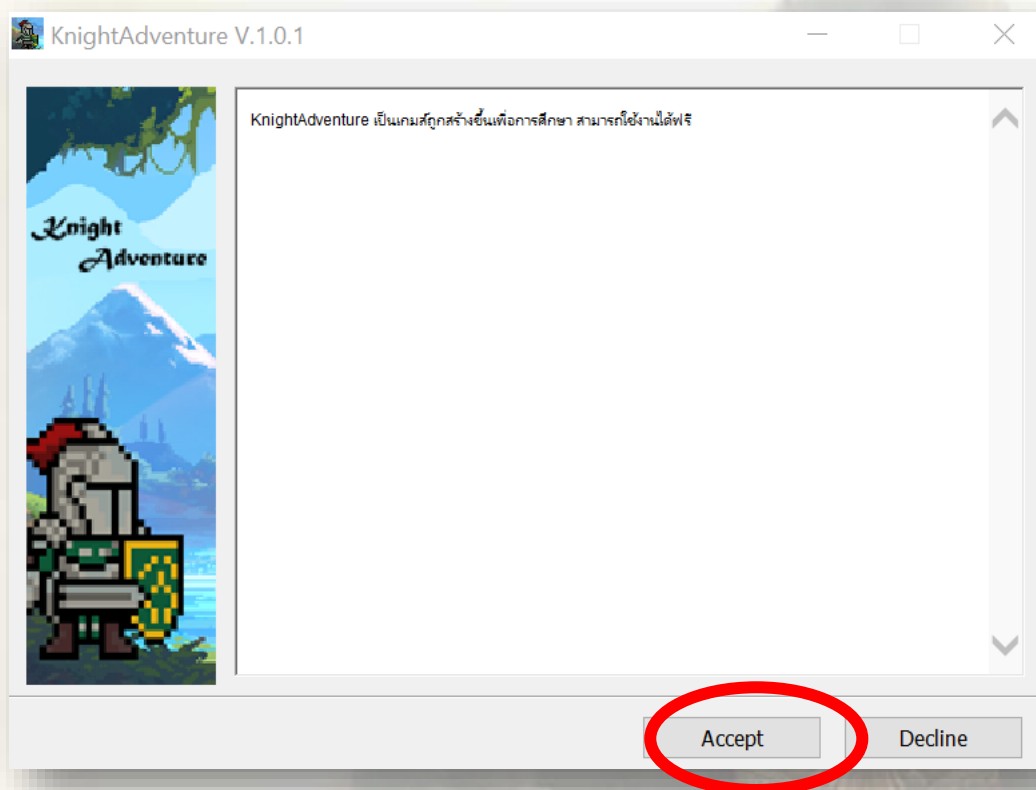 KnightAdventure V.1.0.1
KnightAdventure เป็นเกมส์ถูกสร้างขึ้นเพื่อการศึกษา สามารถใช้งานได้ฟรี
Knight
Adventure
Accept
Decline